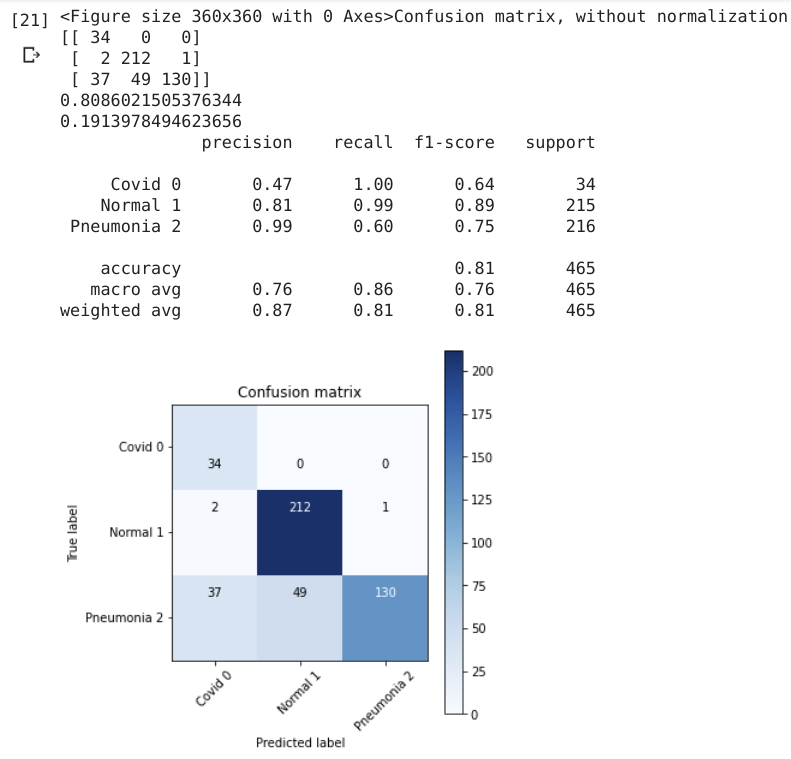 [21] <Figure size 360x360 with 0 Axes>Confusion matrix, without normalization
[[ 34   0   0]
 [  2 212   1]
 [ 37  49 130]]
0.8086021505376344
0.1913978494623656
              precision    recall  f1-score   support

     Covid 0       0.47      1.00      0.64        34
    Normal 1       0.81      0.99      0.89       215
 Pneumonia 2       0.99      0.60      0.75       216

    accuracy                           0.81       465
   macro avg       0.76      0.86      0.76       465
weighted avg       0.87      0.81      0.81       465

Confusion matrix
200
175
150
125
100
75
50
25
0
True label
Covid 0
34 0 0
Normal 1
2 212 1
Pneumonia 2
37 49 130
Covid 0 Normal 1 Pneumonia 2
Predicted label